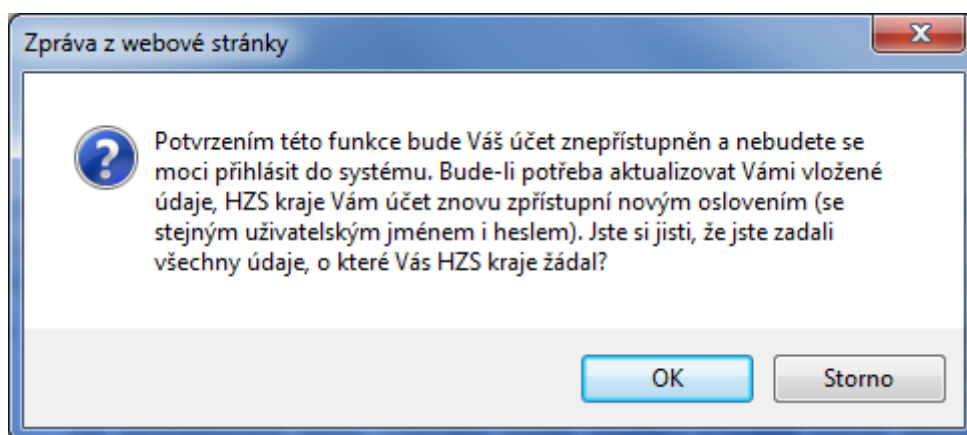 Zpráva z webové stránky
Potvrzením této funkce bude Váš účet znepřístupněn a nebudete se
moci přihlásit do systému. Bude-li potřeba aktualizovat Vámi vložené
údaje, HZS kraje Vám účet znovu zpřístupní novým oslovením (se
stejným uživatelským jménem i heslem). Jste si jisti, že jste zadali
všechny údaje, o které Vás HZS kraje žádal?
OK
Storno